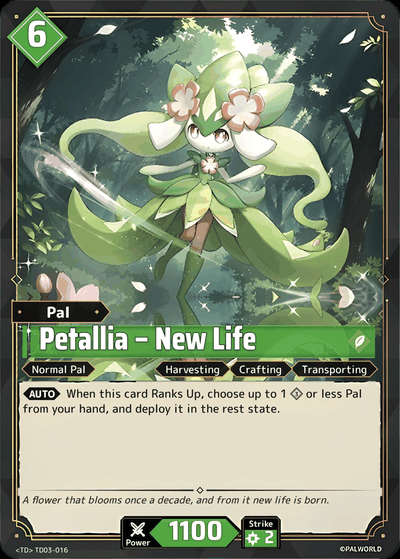 6
Pal
Petallia – New Life
Normal Pal
Harvesting
Crafting
Transporting
AUTO When this card Ranks Up, choose up to 1 3 or less Pal
from your hand, and deploy it in the rest state.
A flower that blooms once a decade, and from it new life is born.
Power
1100
Strike
2
<TD> TD03-016
©PALWORLD